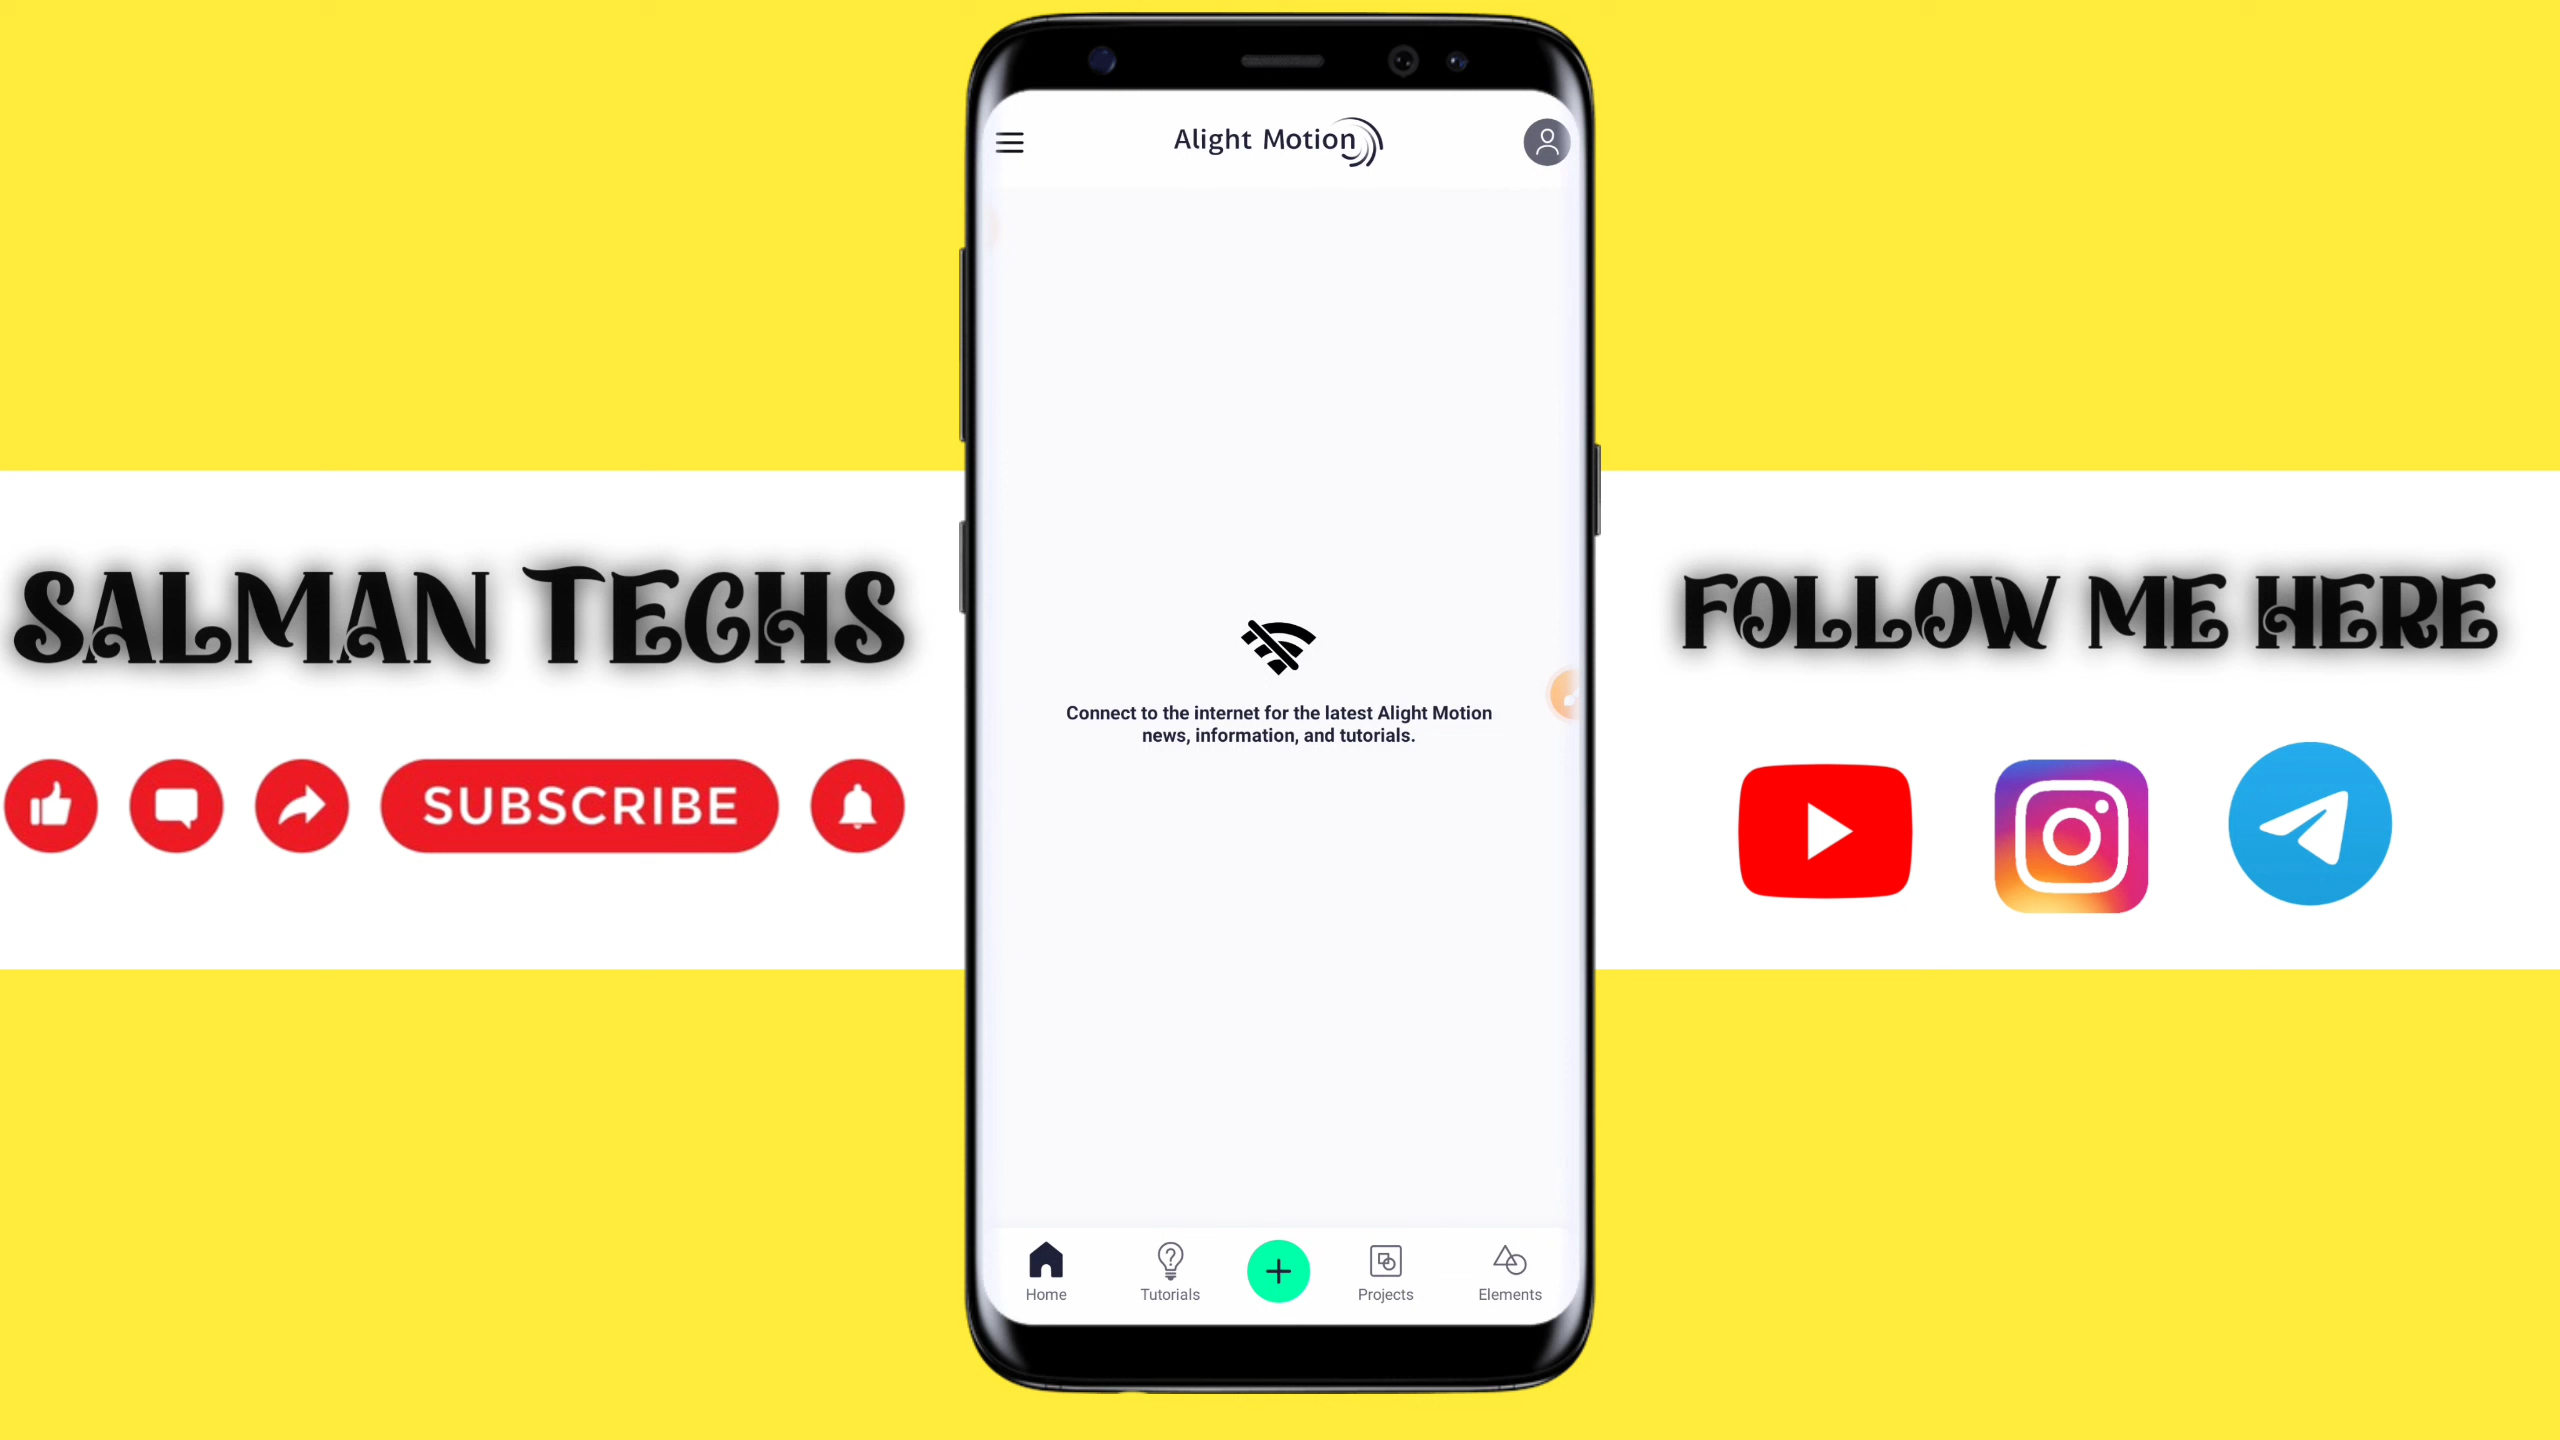 Alight Motion
SALMAN TECHS
SUBSCRIBE
Connect to the internet for the latest Alight Motion
news, information, and tutorials.
FOLLOW ME HERE
Home
Tutorials
Projects
Elements